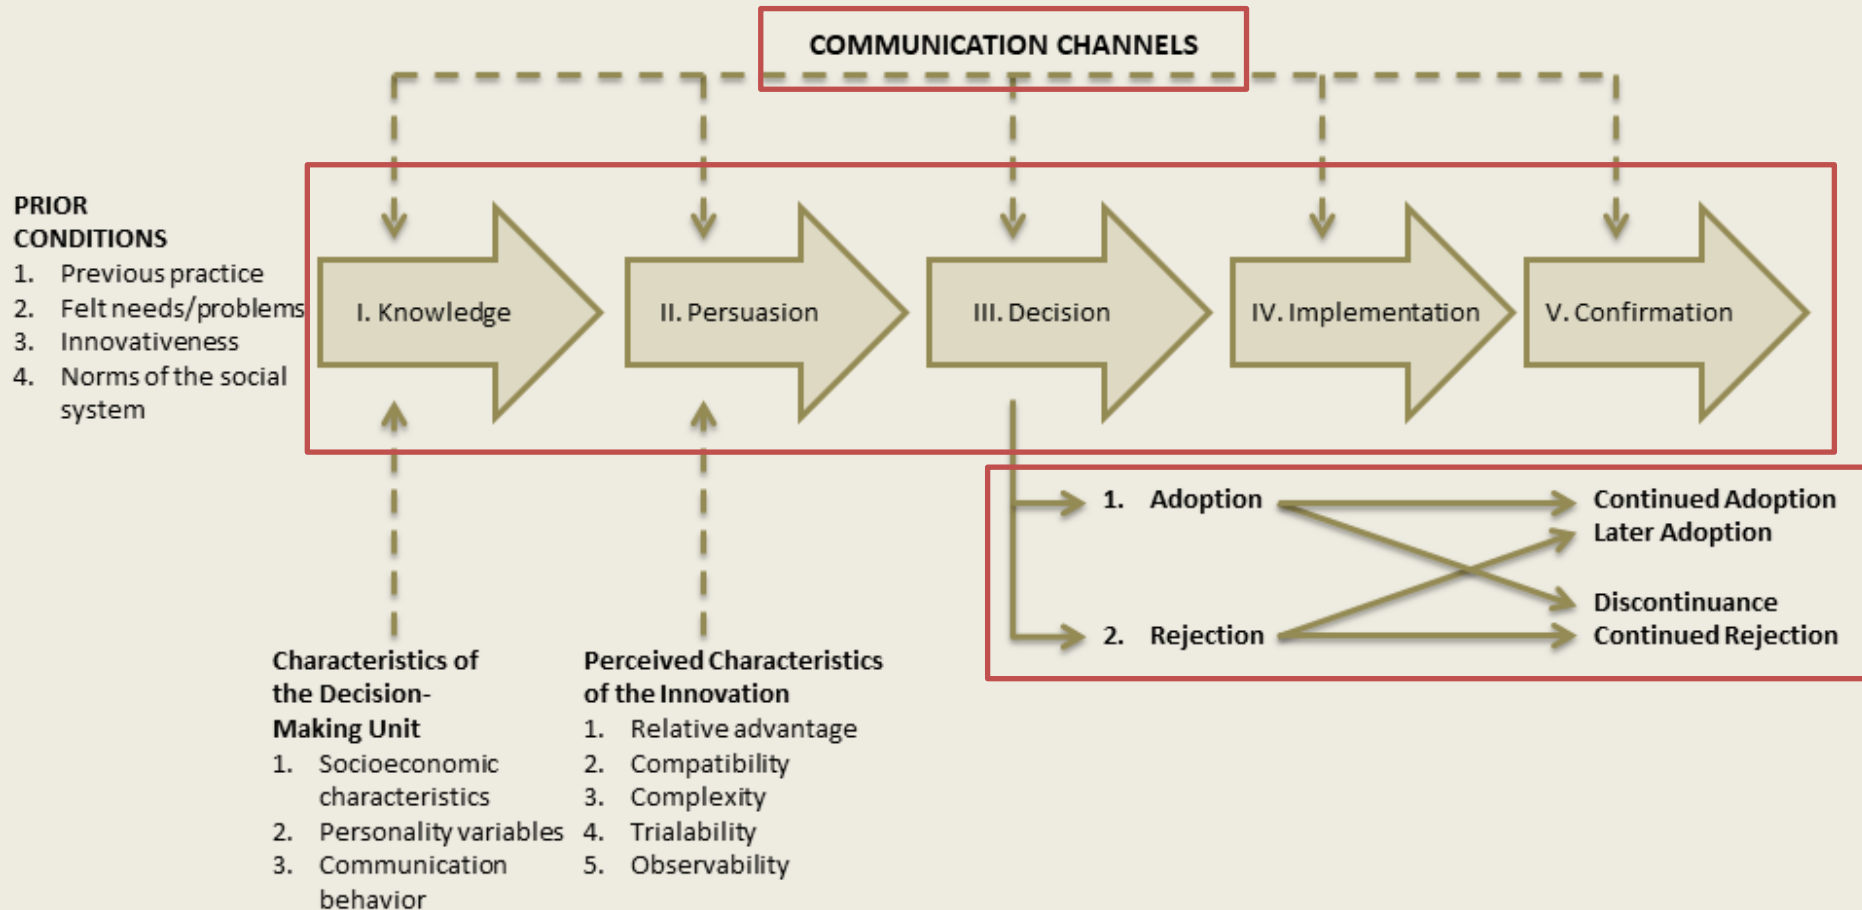 COMMUNICATION CHANNELS
PRIOR
CONDITIONS
1. Previous practice
2. Felt needs/problems
3. Innovativeness
4. Norms of the social
system
I. Knowledge
II. Persuasion
III. Decision
IV. Implementation
V. Confirmation
1. Adoption
2. Rejection
Continued Adoption
Later Adoption
Discontinuance
Continued Rejection
Characteristics of
the Decision-
Making Unit
1. Socioeconomic
characteristics
2. Personality variables
3. Communication
behavior
Perceived Characteristics
of the Innovation
1. Relative advantage
2. Compatibility
3. Complexity
4. Trialability
5. Observability